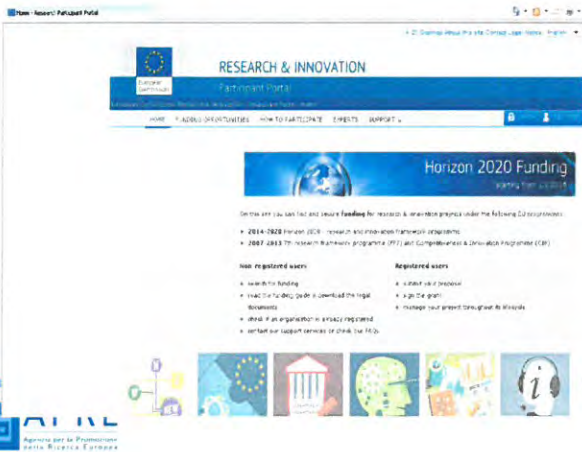 Home - Research Participant Portal
RESEARCH & INNOVATION
European
Commission
Participant Portal
HOME FUNDING OPPORTUNITIES HOW TO PARTICIPATE EXPERTS SUPPORT
Horizon 2020 Funding
On this site you can find and secure funding for research & innovation projects under the following EU programmes:
2014-2020 Horizon 2020 - research and innovation framework programme
2007-2013 7th research framework programme (FP7) and Competitiveness & Innovation Programme (CIP)
Non registered users
search for funding
read the funding guide & download the legal
documents
check if an organisation is already registered
contact our support services or check our FAQs
Registered users
submit your proposal
sign the grant
manage your project throughout its lifecycle
i
APRE
Agenzia per la Promozione
della Ricerca Europea